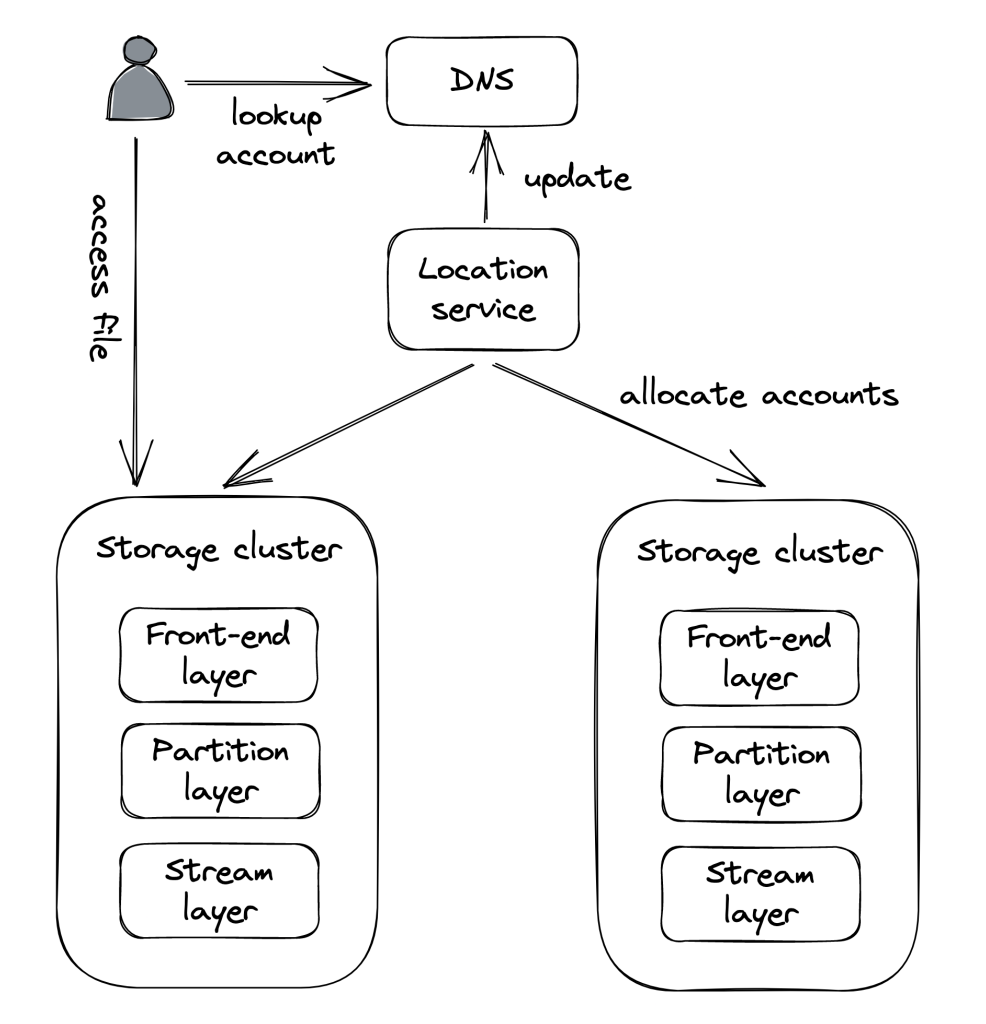 DNS
lookup
account
update
access file
Location
service
allocate accounts
Storage cluster
Front-end
layer
Partition
layer
Stream
layer
Storage cluster
Front-end
layer
Partition
layer
Stream
layer